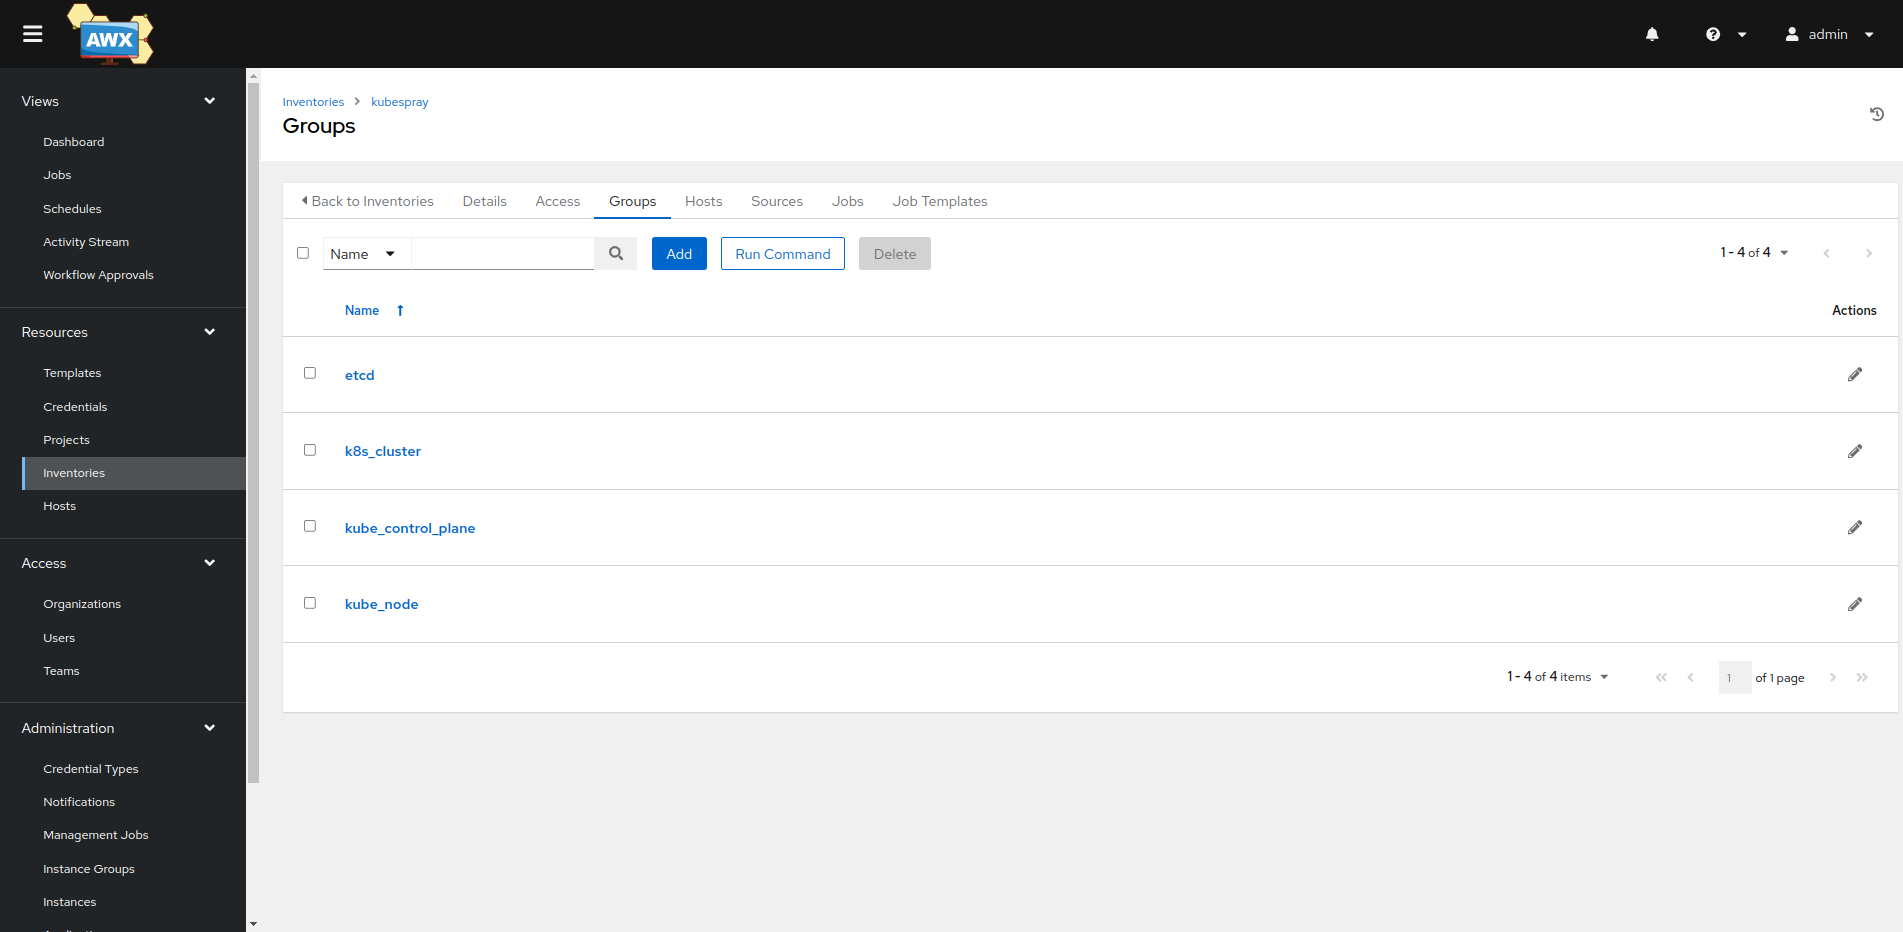 AWX
admin
Views
Dashboard
Jobs
Schedules
Activity Stream
Workflow Approvals
Resources
Templates
Credentials
Projects
Inventories
Hosts
Access
Organizations
Users
Teams
Administration
Credential Types
Notifications
Management Jobs
Instance Groups
Instances
Inventories kubespray
Groups
Back to Inventories Details Access Groups Hosts Sources Jobs Job Templates
Name Add Run Command Delete 1 - 4 of 4
Name Actions
etcd
k8s_cluster
kube_control_plane
kube_node
1 - 4 of 4 items 1 of 1 page